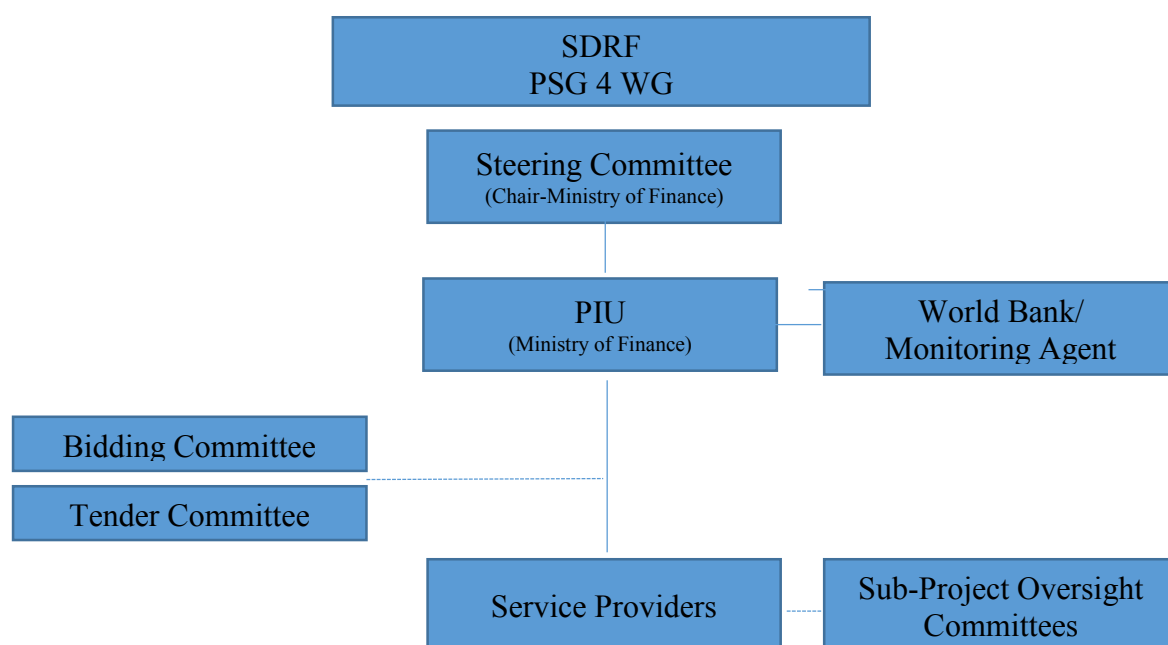 SDRF
PSG 4 WG
Steering Committee
(Chair-Ministry of Finance)
PIU
(Ministry of Finance)
World Bank/
Monitoring Agent
Bidding Committee
Tender Committee
Service Providers
Sub-Project Oversight
Committees